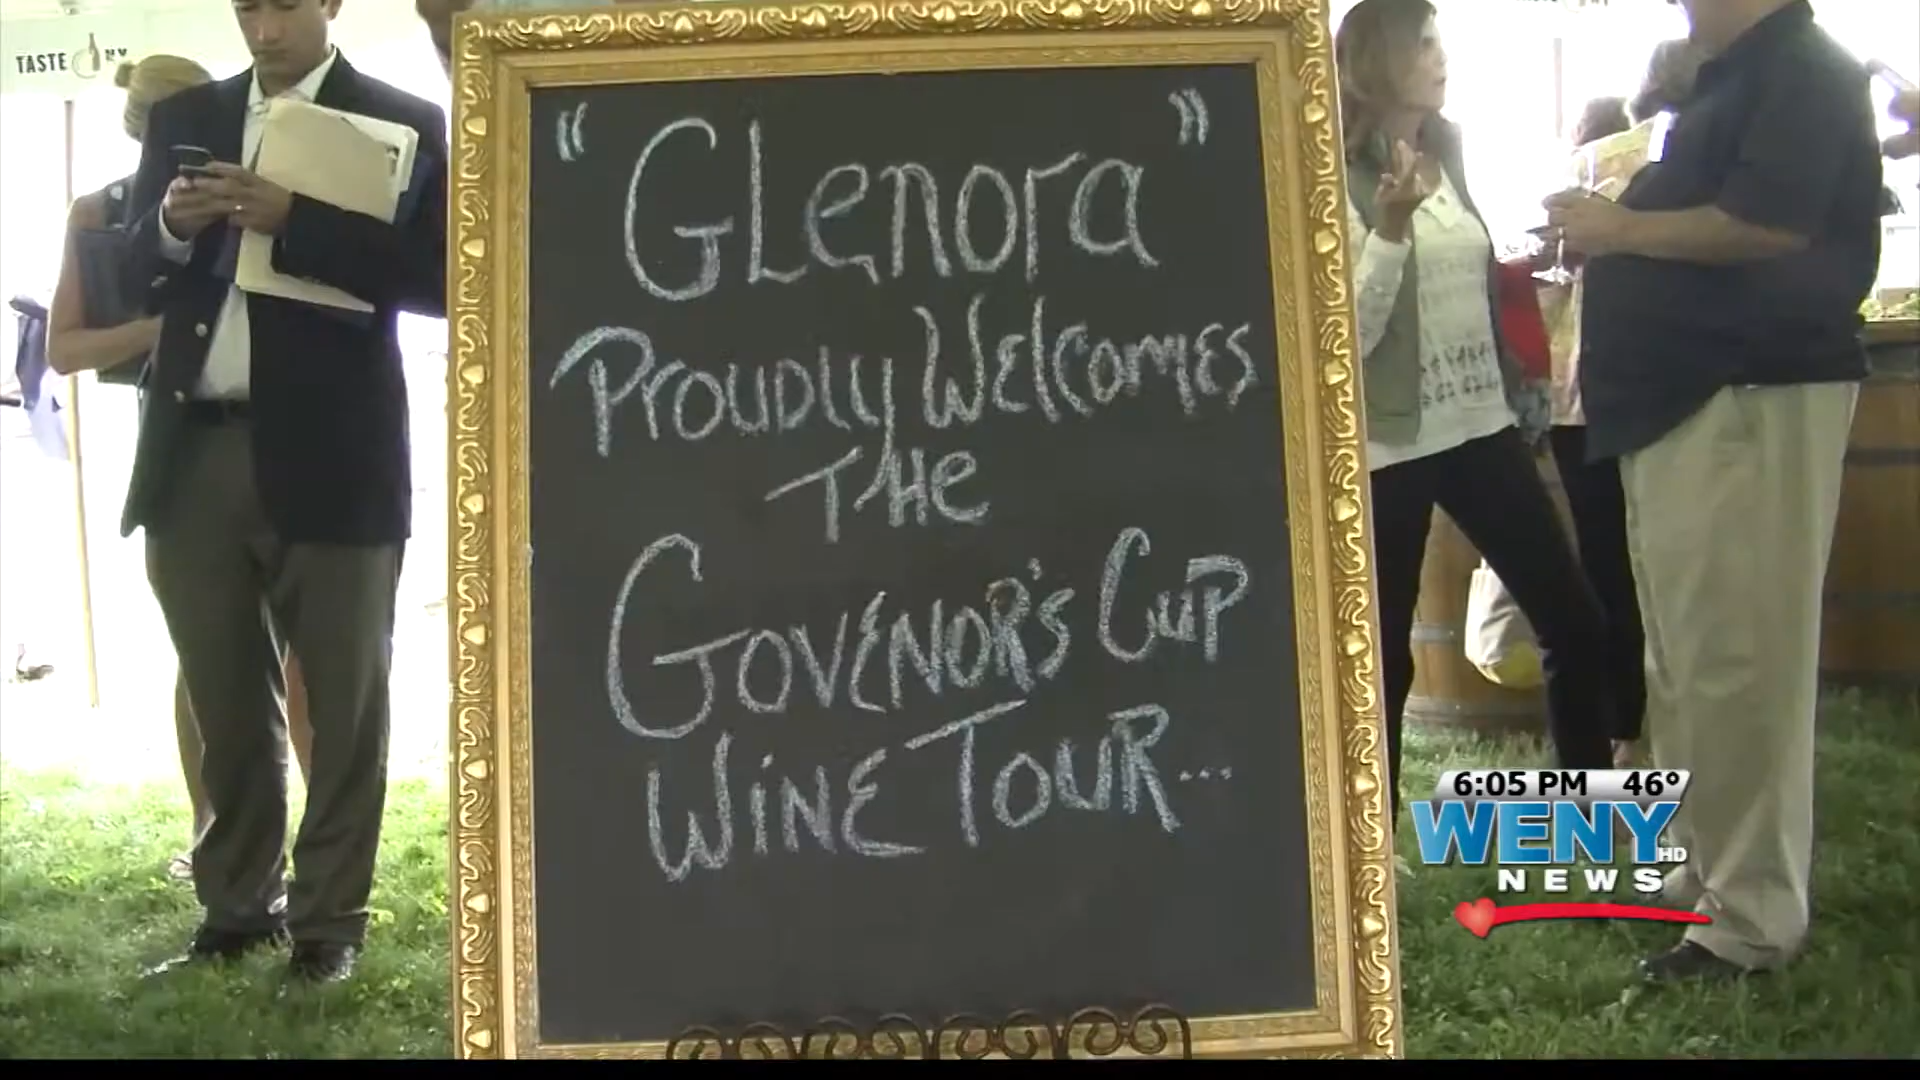 TASTE NY
"GLenora"
Proudly Welcomes
THe
Govenor's Cup
Wine Tour...
6:05 PM 46°
WENY HD
NEWS